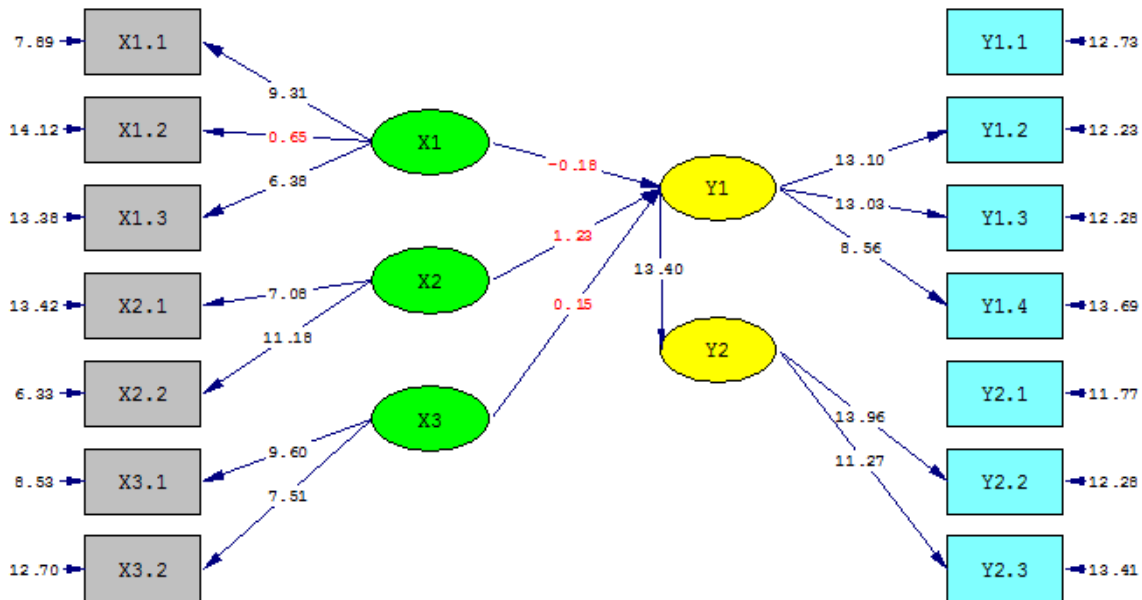 7.89 X1.1 Y1.1 12.73
9.31
14.12 X1.2 0.65 X1 Y1.2 12.23
13.10
-0.18
6.38 Y1
13.38 X1.3 13.03 Y1.3 12.28
1.23 8.56
13.40
7.08 X2
13.42 X2.1 0.15 Y1.4 13.69
11.18
Y2
6.33 X2.2 Y2.1 11.77
13.96
X3
9.60 11.27
8.53 X3.1 Y2.2 12.28
7.51
12.70 X3.2 Y2.3 13.41